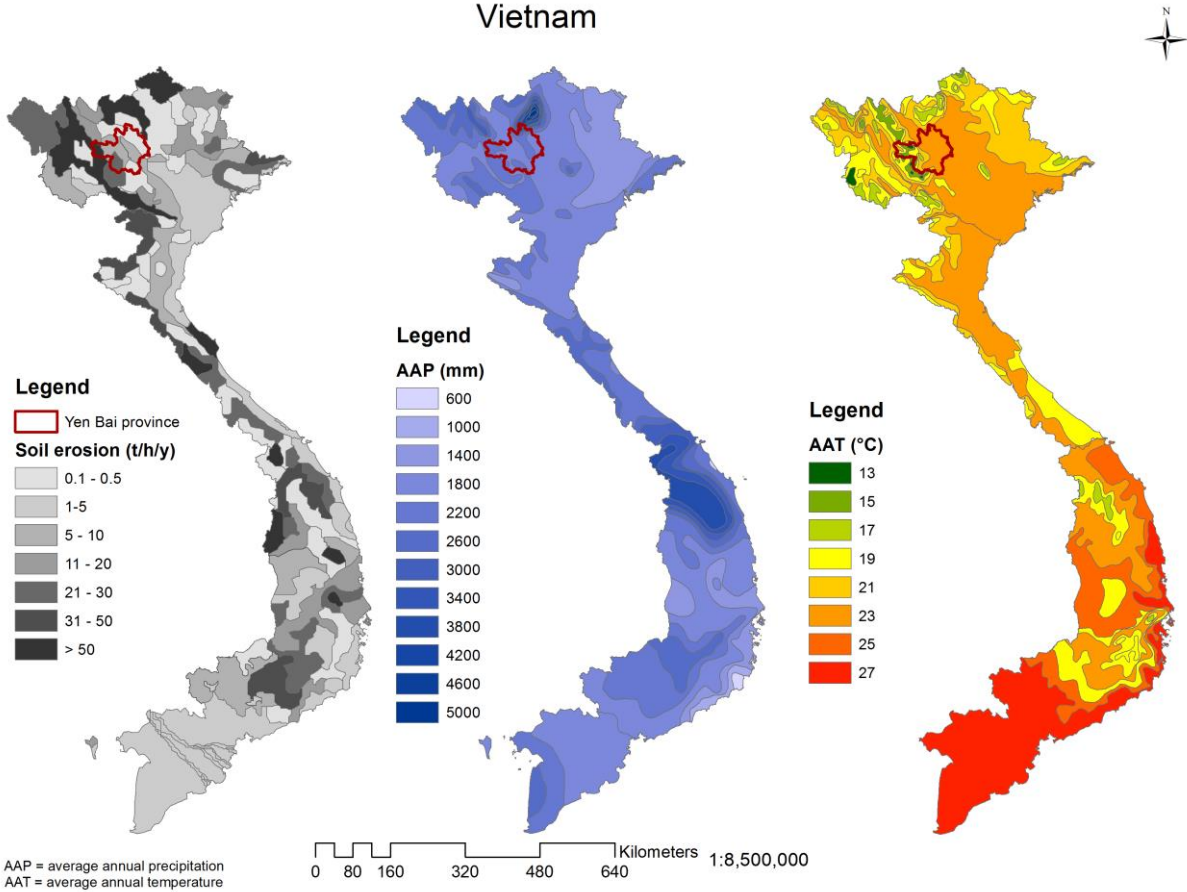 Vietnam
N
Legend
Yen Bai province
Soil erosion (t/h/y)
0.1 - 0.5
1-5
5 - 10
11 - 20
21 - 30
31 - 50
> 50
Legend
AAP (mm)
600
1000
1400
1800
2200
2600
3000
3400
3800
4200
4600
5000
Legend
AAT (°C)
13
15
17
19
21
23
25
27
AAP = average annual precipitation
AAT = average annual temperature
Kilometers
0 80 160 320 480 640
1:8,500,000